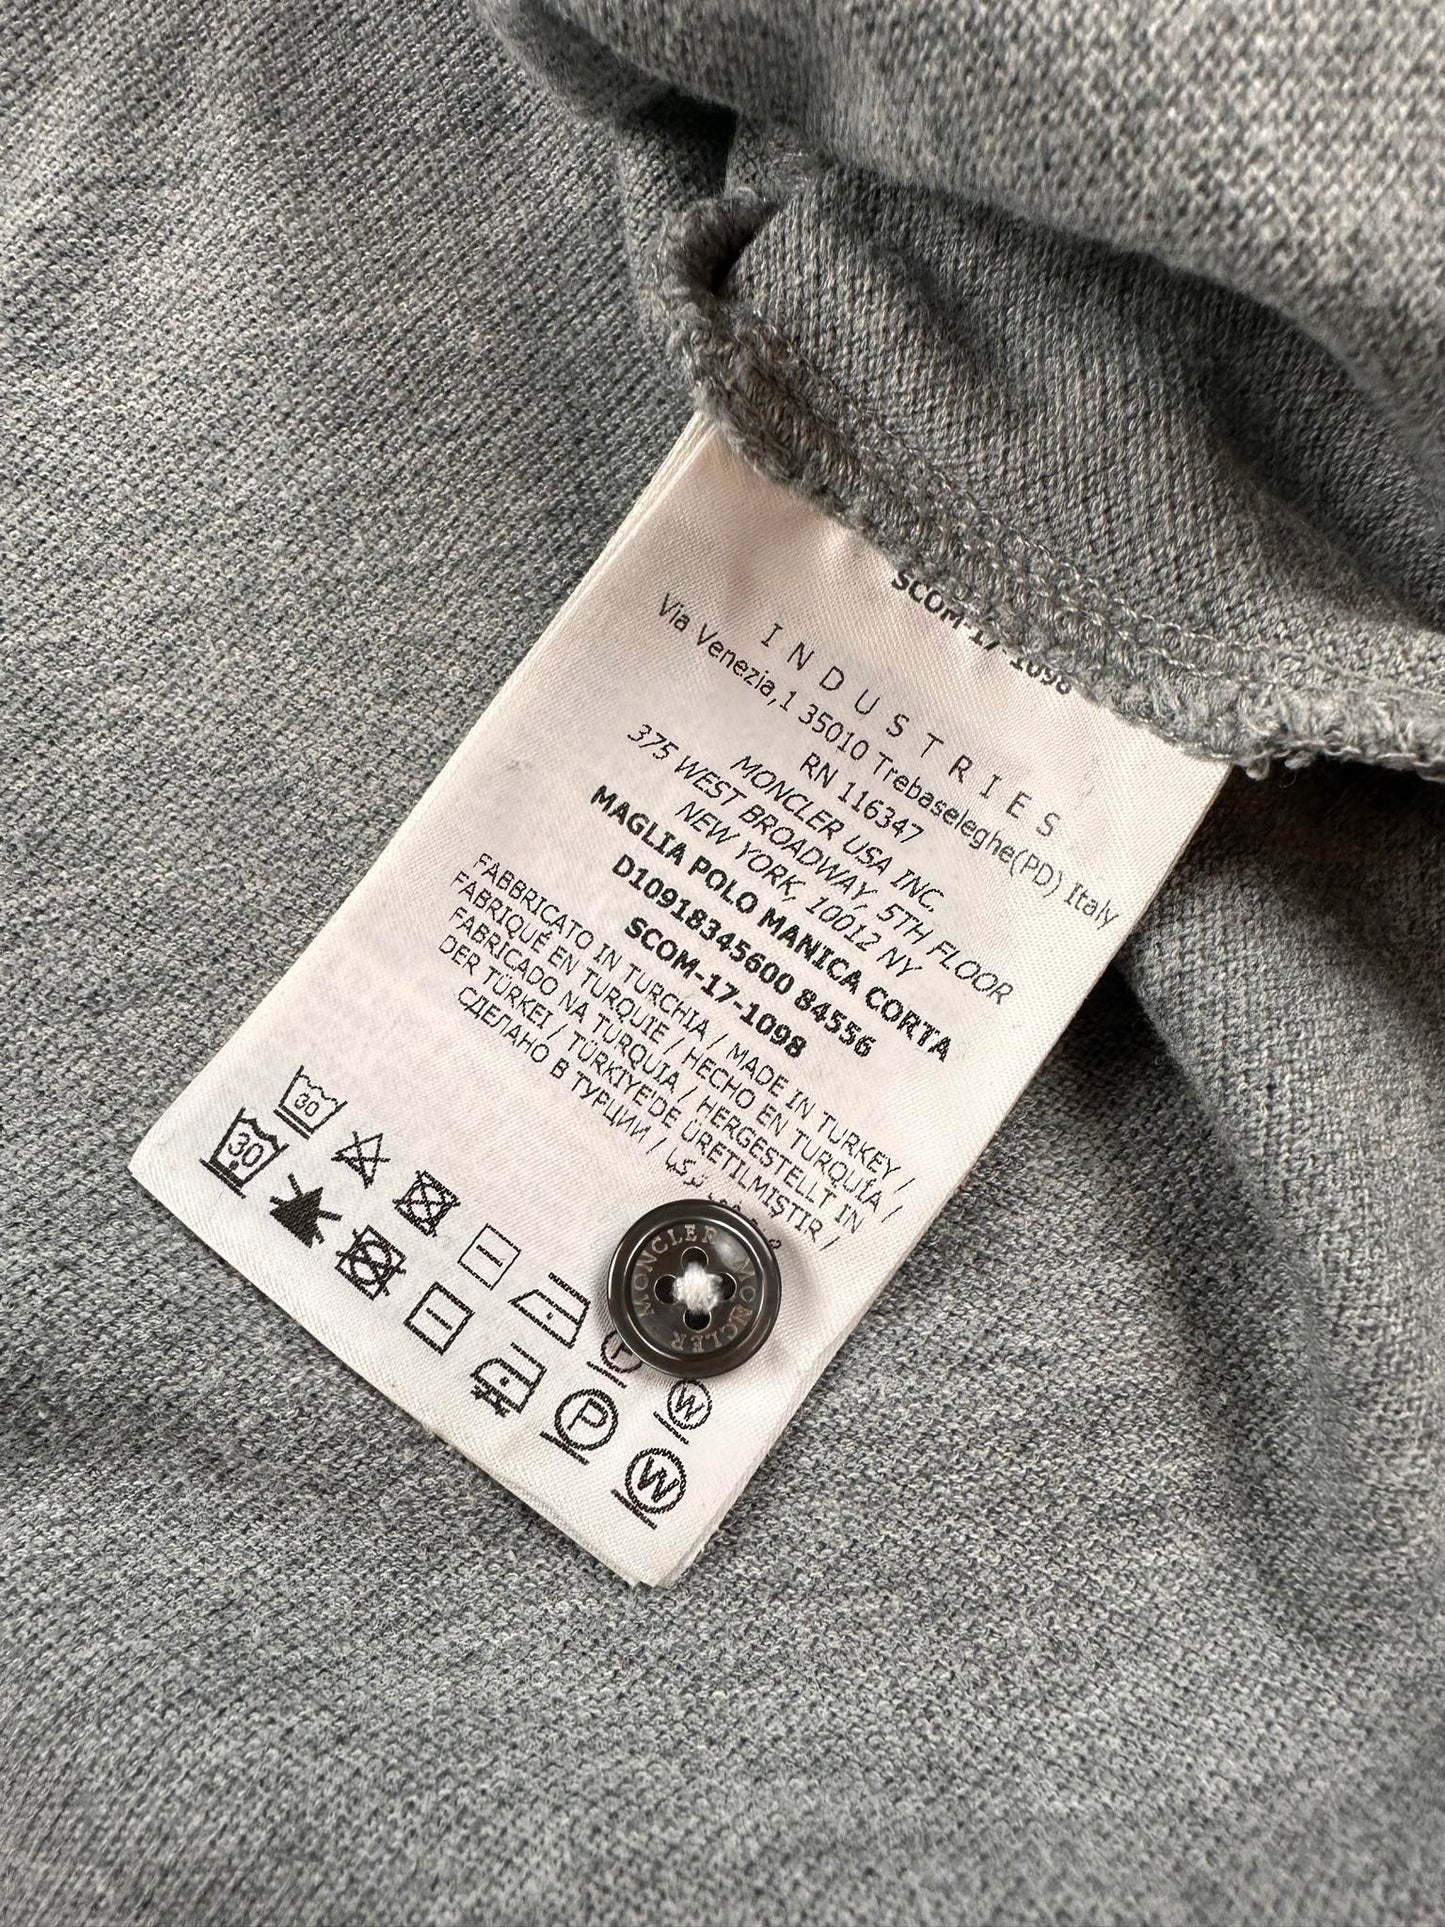 SCOM-17-1098
INDUSTRIES
Via Venezia,1 35010 Trebaseleghe(PD) Italy
RN 116347
MONCLER USA INC.
375 WEST BROADWAY, 5TH FLOOR
NEW YORK, 10012 NY
MAGLIA POLO MANICA CORTA
D10918345600 84556
SCOM-17-1098
FABBRICATO IN TURCHIA / MADE IN TURKEY /
FABRIQUÉ EN TURQUIE / HECHO EN TURQUÍA /
FABRICADO NA TURQUIA / HERGESTELLT IN
DER TÜRKEI / TÜRKIYE'DE ÜRETILMIŞTIR /
СДЕЛАНО В ТУРЦИИ / تركيا
30
P
W
30
P
W
MONCLER MONCLER